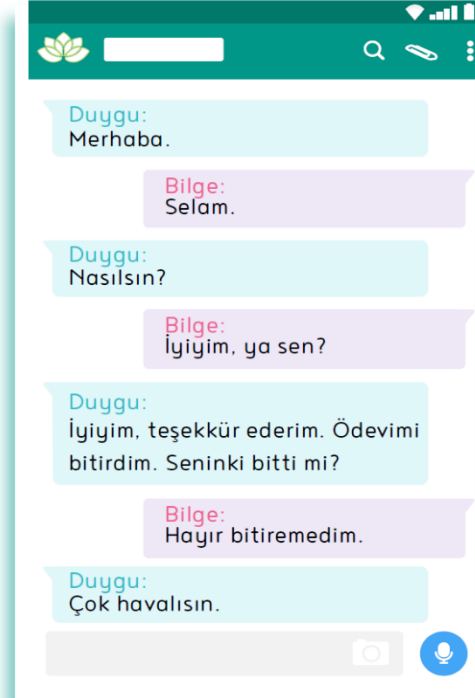 Duygu:
Merhaba.
Bilge:
Selam.
Duygu:
Nasılsın?
Bilge:
İyiyim, ya sen?
Duygu:
İyiyim, teşekkür ederim. Ödevimi
bitirdim. Seninki bitti mi?
Bilge:
Hayır bitiremedim.
Duygu:
Çok havalısın.